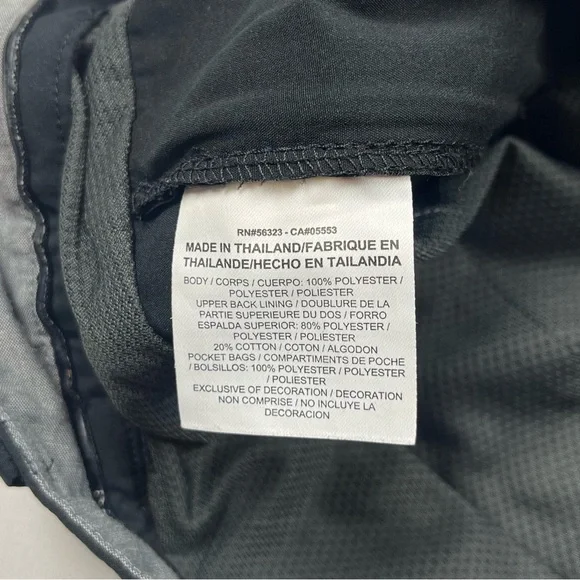 RN#56323 - CA#05553
MADE IN THAILAND/FABRIQUE EN
THAILANDE/HECHO EN TAILANDIA
BODY / CORPS / CUERPO: 100% POLYESTER /
POLYESTER / POLIESTER
UPPER BACK LINING / DOUBLURE DE LA
PARTIE SUPERIEURE DU DOS / FORRO
ESPALDA SUPERIOR: 80% POLYESTER /
POLYESTER / POLIESTER
20% COTTON / COTON / ALGODON
POCKET BAGS / COMPARTIMENTS DE POCHE
/ BOLSILLOS: 100% POLYESTER / POLYESTER
/ POLIESTER
EXCLUSIVE OF DECORATION / DECORATION
NON COMPRISE / NO INCLUYE LA
DECORACION